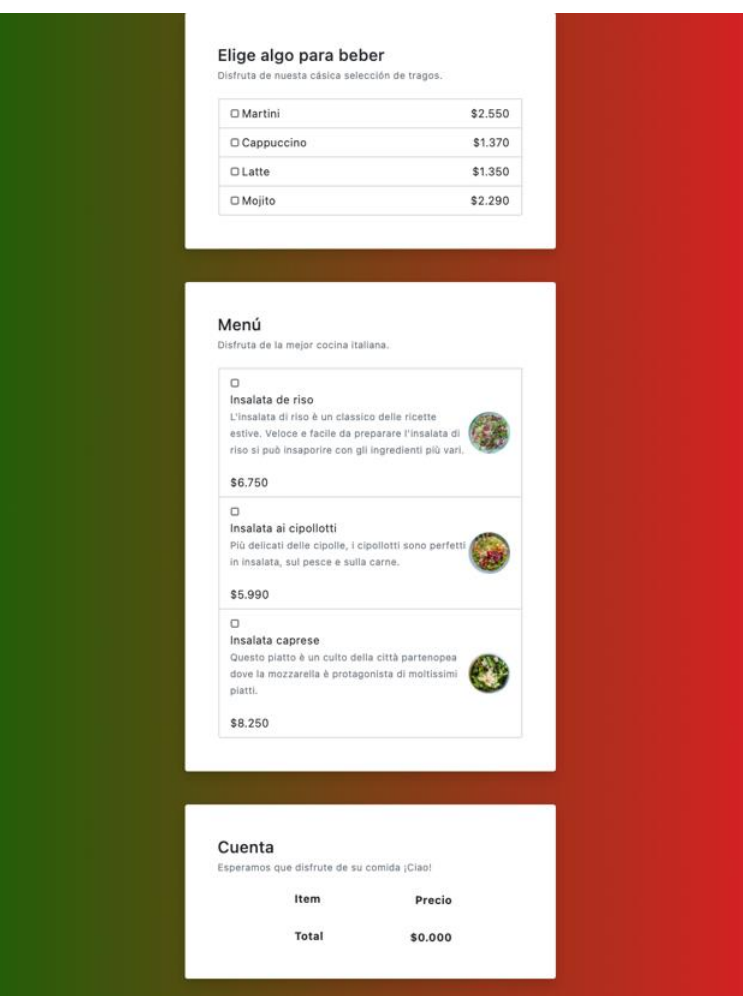 Elige algo para beber
Disfruta de nuesta cásica selección de tragos.
Martini $2.550
Cappuccino $1.370
Latte $1.350
Mojito $2.290
Menú
Disfruta de la mejor cocina italiana.
Insalata de riso
L'insalata di riso è un classico delle ricette
estive. Veloce e facile da preparare l'insalata di
riso si può insaporire con gli ingredienti più vari.
$6.750
Insalata ai cipollotti
Più delicati delle cipolle, i cipollotti sono perfetti
in insalata, sul pesce e sulla carne.
$5.990
Insalata caprese
Questo piatto è un culto della città partenopea
dove la mozzarella è protagonista di moltissimi
piatti.
$8.250
Cuenta
Esperamos que disfrute de su comida ¡Ciao!
Item Precio
Total $0.000